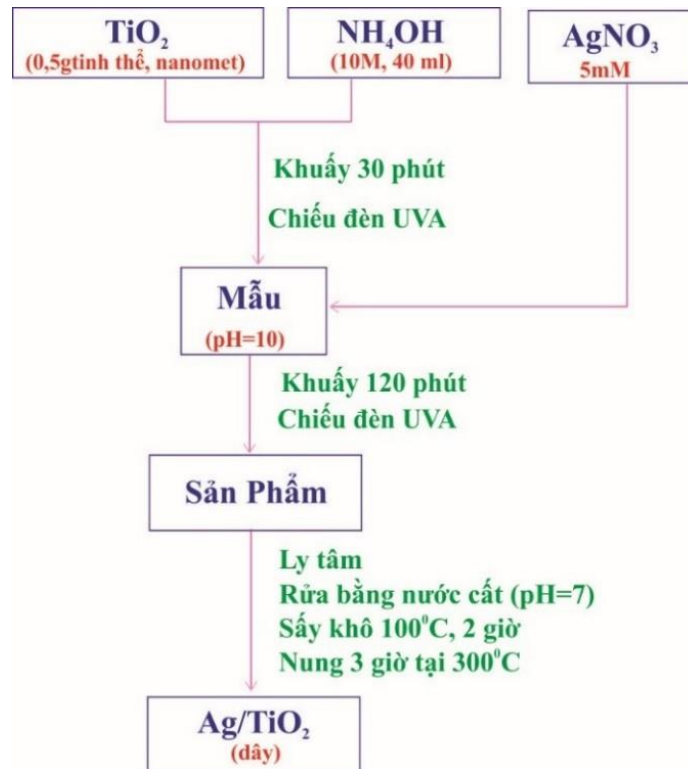 TiO₂
(0,5gtinh thể, nanomet)
NH₄OH
(10M, 40 ml)
AgNO₃
5mM
Khuấy 30 phút
Chiếu đèn UVA
Mẫu
(pH=10)
Khuấy 120 phút
Chiếu đèn UVA
Sản Phẩm
Ly tâm
Rửa bằng nước cất (pH=7)
Sấy khô 100⁰C, 2 giờ
Nung 3 giờ tại 300⁰C
Ag/TiO₂
(dây)